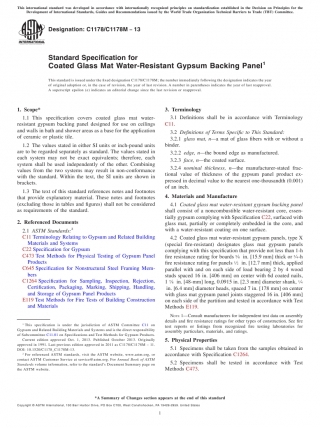 This international standard was developed in accordance with internationally recognized principles on standardization established in the Decision on Principles for the
Development of International Standards, Guides and Recommendations issued by the World Trade Organization Technical Barriers to Trade (TBT) Committee.
Designation: C1178/C1178M − 13
Standard Specification for
Coated Glass Mat Water-Resistant Gypsum Backing Panel1
This standard is issued under the fixed designation C1178/C1178M; the number immediately following the designation indicates the year
of original adoption or, in the case of revision, the year of last revision. A number in parentheses indicates the year of last reapproval.
A superscript epsilon (ε) indicates an editorial change since the last revision or reapproval.
1. Scope*
1.1 This specification covers coated glass mat water-
resistant gypsum backing panel designed for use on ceilings
and walls in bath and shower areas as a base for the application
of ceramic or plastic tile.
1.2 The values stated in either SI units or inch-pound units
are to be regarded separately as standard. The values stated in
each system may not be exact equivalents; therefore, each
system shall be used independently of the other. Combining
values from the two systems may result in non-conformance
with the standard. Within the text, the SI units are shown in
brackets.
1.3 The text of this standard references notes and footnotes
that provide explanatory material. These notes and footnotes
(excluding those in tables and figures) shall not be considered
as requirements of the standard.
2. Referenced Documents
2.1 ASTM Standards:2
C11 Terminology Relating to Gypsum and Related Building
Materials and Systems
C22 Specification for Gypsum
C473 Test Methods for Physical Testing of Gypsum Panel
Products
C645 Specification for Nonstructural Steel Framing Mem-
bers
C1264 Specification for Sampling, Inspection, Rejection,
Certification, Packaging, Marking, Shipping, Handling,
and Storage of Gypsum Panel Products
E119 Test Methods for Fire Tests of Building Construction
and Materials
1 This specification is under the jurisdiction of ASTM Committee C11 on
Gypsum and Related Building Materials and Systems and is the direct responsibility
of Subcommittee C11.01 on Specifications and Test Methods for Gypsum Products.
Current edition approved Oct. 1, 2013. Published October 2013. Originally
approved in 1991. Last previous edition approved in 2011 as C1178/C1178M – 11.
DOI: 10.1520/C1178_C1178M-13.
2 For referenced ASTM standards, visit the ASTM website, www.astm.org, or
contact ASTM Customer Service at service@astm.org. For Annual Book of ASTM
Standards volume information, refer to the standard's Document Summary page on
the ASTM website.
3. Terminology
3.1 Definitions shall be in accordance with Terminology
C11.
3.2 Definitions of Terms Specific to This Standard:
3.2.1 glass mat, n—a mat of glass fibers with or without a
binder.
3.2.2 edge, n—the bound edge as manufactured.
3.2.3 face, n—the coated surface.
3.2.4 nominal thickness, n—the manufacturer-stated frac-
tional value of thickness of the gypsum panel product ex-
pressed in decimal value to the nearest one-thousandth (0.001)
of an inch.
4. Materials and Manufacture
4.1 Coated glass mat water-resistant gypsum backing panel
shall consist of a noncombustible water-resistant core, essen-
tially gypsum complying with Specification C22, surfaced with
glass mat, partially or completely embedded in the core, and
with a water-resistant coating on one surface.
4.2 Coated glass mat water-resistant gypsum panels, type X
(special fire-resistant) designates glass mat gypsum panels
complying with this specification that provide not less than 1-h
fire resistance rating for boards 5⁄8 in. [15.9 mm] thick or 3⁄4-h
fire resistance rating for panels 1⁄2 in. [12.7 mm] thick, applied
parallel with and on each side of load bearing 2 by 4 wood
studs spaced 16 in. [406 mm] on center with 6d coated nails,
1 7⁄8 in. [48 mm] long, 0.0915 in. [2.3 mm] diameter shank, 1⁄4
in. [6.4 mm] diameter heads, spaced 7 in. [178 mm] on center
with glass mat gypsum panel joints staggered 16 in. [406 mm]
on each side of the partition and tested in accordance with Test
Methods E119.
NOTE 1—Consult manufacturers for independent test data on assembly
details and fire resistance ratings for other types of construction. See fire
test reports or listings from recognized fire testing laboratories for
assembly particulars, materials, and ratings.
5. Physical Properties
5.1 Specimens shall be taken from the samples obtained in
accordance with Specification C1264.
5.2 Specimens shall be tested in accordance with Test
Methods C473.
*A Summary of Changes section appears at the end of this standard
Copyright © ASTM International, 100 Barr Harbor Drive, PO Box C700, West Conshohocken, PA 19428-2959. United States
1